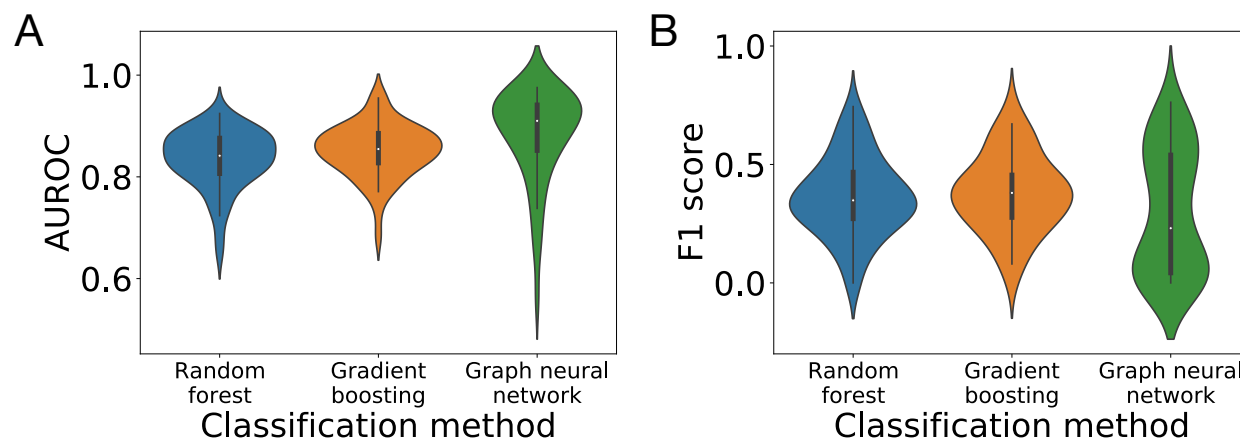 A
AUROC
1.0
0.8
0.6
Random
forest
Gradient
boosting
Graph neural
network
Classification method
B
F1 score
1.0
0.5
0.0
Random
forest
Gradient
boosting
Graph neural
network
Classification method